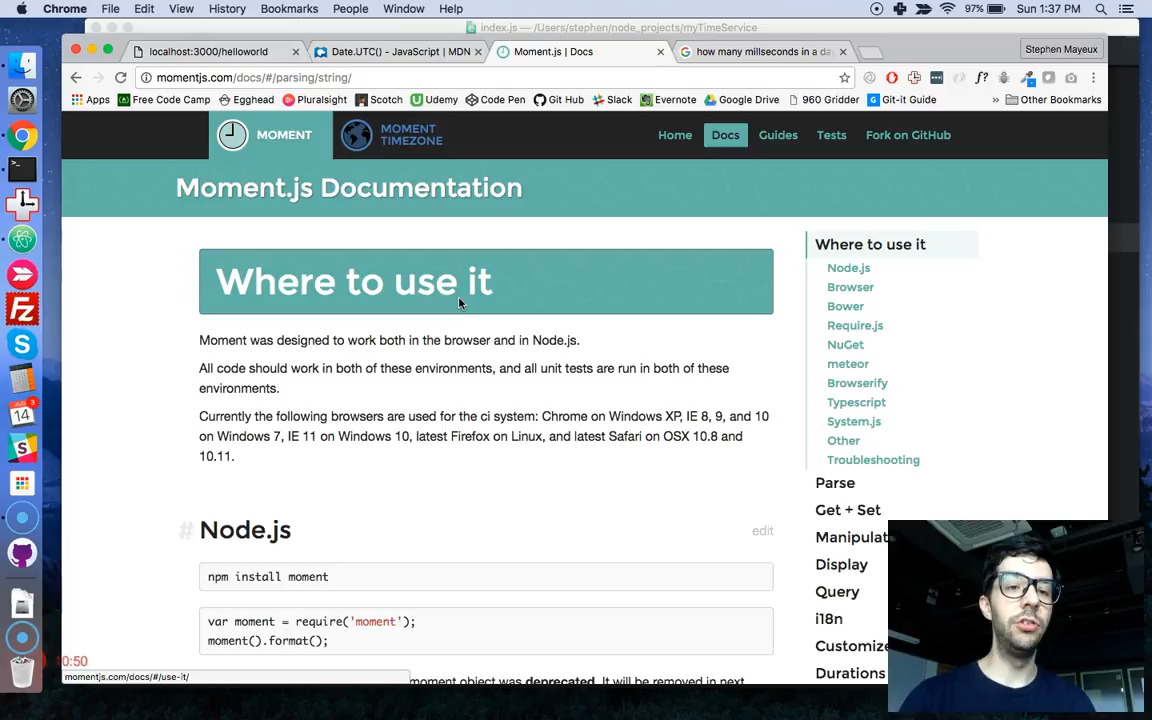 Chrome File Edit View History Bookmarks People Window Help 97% Sun 1:37 PM
index.js — /Users/stephen/node_projects/myTimeService
localhost:3000/helloworld Date.UTC() - JavaScript | MDN Moment.js | Docs how many millseconds in a da Stephen Mayeux
momentjs.com/docs/#/parsing/string/
Apps Free Code Camp Egghead Pluralsight Scotch Udemy Code Pen Git Hub Slack Evernote Google Drive 960 Gridder Git-it Guide » Other Bookmarks
MOMENT
MOMENT
TIMEZONE
Home Docs Guides Tests Fork on GitHub
Moment.js Documentation
Where to use it
Moment was designed to work both in the browser and in Node.js.
All code should work in both of these environments, and all unit tests are run in both of these
environments.
Currently the following browsers are used for the ci system: Chrome on Windows XP, IE 8, 9, and 10
on Windows 7, IE 11 on Windows 10, latest Firefox on Linux, and latest Safari on OSX 10.8 and
10.11.
# Node.js edit
npm install moment
var moment = require('moment');
moment().format();
moment object was deprecated. It will be removed in next
Where to use it
Node.js
Browser
Bower
Require.js
NuGet
meteor
Browserify
Typescript
System.js
Other
Troubleshooting
Parse
Get + Set
Manipulat
Display
Query
i18n
Customize
Durations
14
3
10:50
momentjs.com/docs/#/use-it/